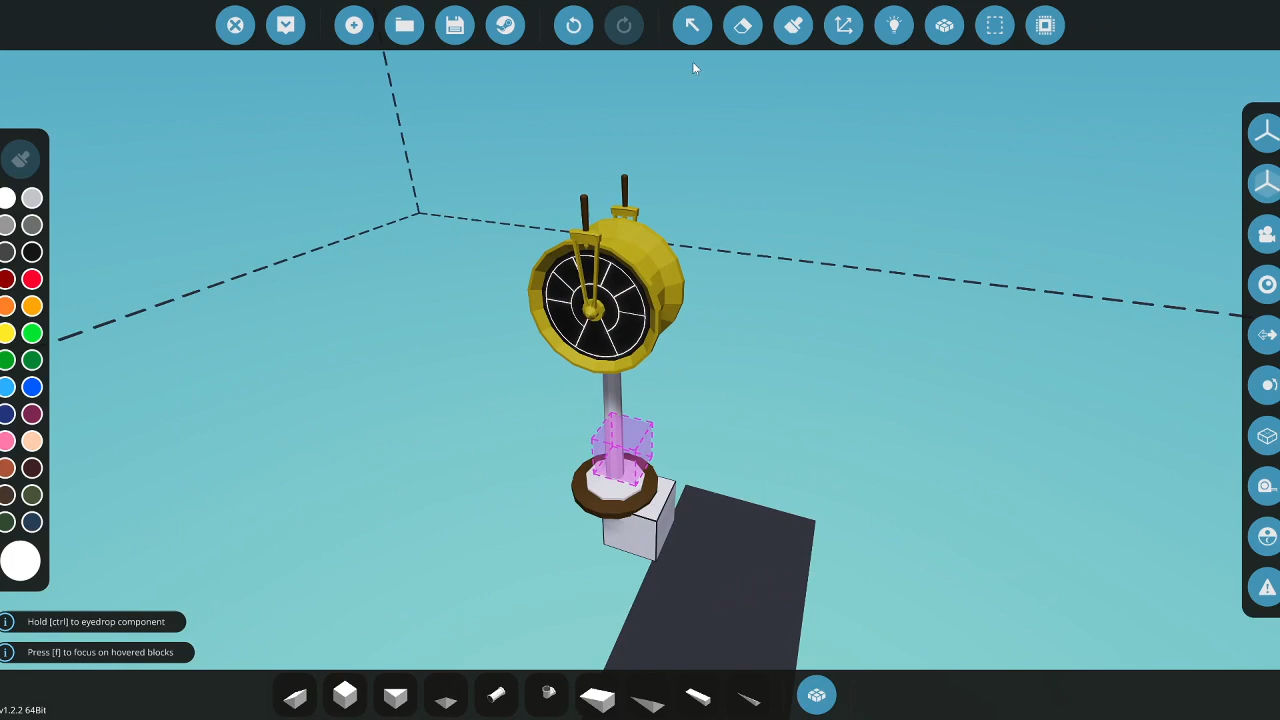 Hold [ctrl] to eyedrop component
Press [f] to focus on hovered blocks
v1.2.2 64Bit